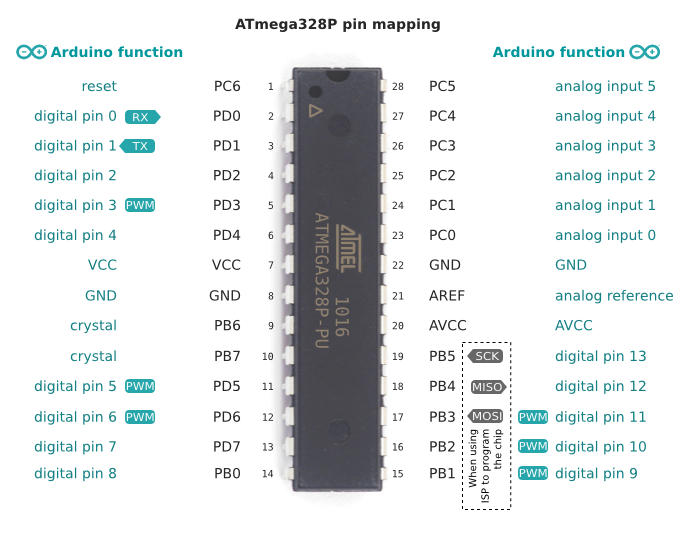 ATmega328P pin mapping
Arduino function Arduino function
reset PC6 1 28 PC5 analog input 5
digital pin 0 RX PD0 2 27 PC4 analog input 4
digital pin 1 TX PD1 3 26 PC3 analog input 3
digital pin 2 PD2 4 25 PC2 analog input 2
digital pin 3 PWM PD3 5 24 PC1 analog input 1
digital pin 4 PD4 6 23 PC0 analog input 0
VCC VCC 7 22 GND GND
GND GND 8 21 AREF analog reference
crystal PB6 9 20 AVCC AVCC
crystal PB7 10 19 PB5 SCK digital pin 13
digital pin 5 PWM PD5 11 18 PB4 MISO digital pin 12
digital pin 6 PWM PD6 12 17 PB3 MOSI PWM digital pin 11
digital pin 7 PD7 13 16 PB2 PWM digital pin 10
digital pin 8 PB0 14 15 PB1 PWM digital pin 9
When using
ISP to program
the chip
ATMEL 1016
ATMEGA328P-PU